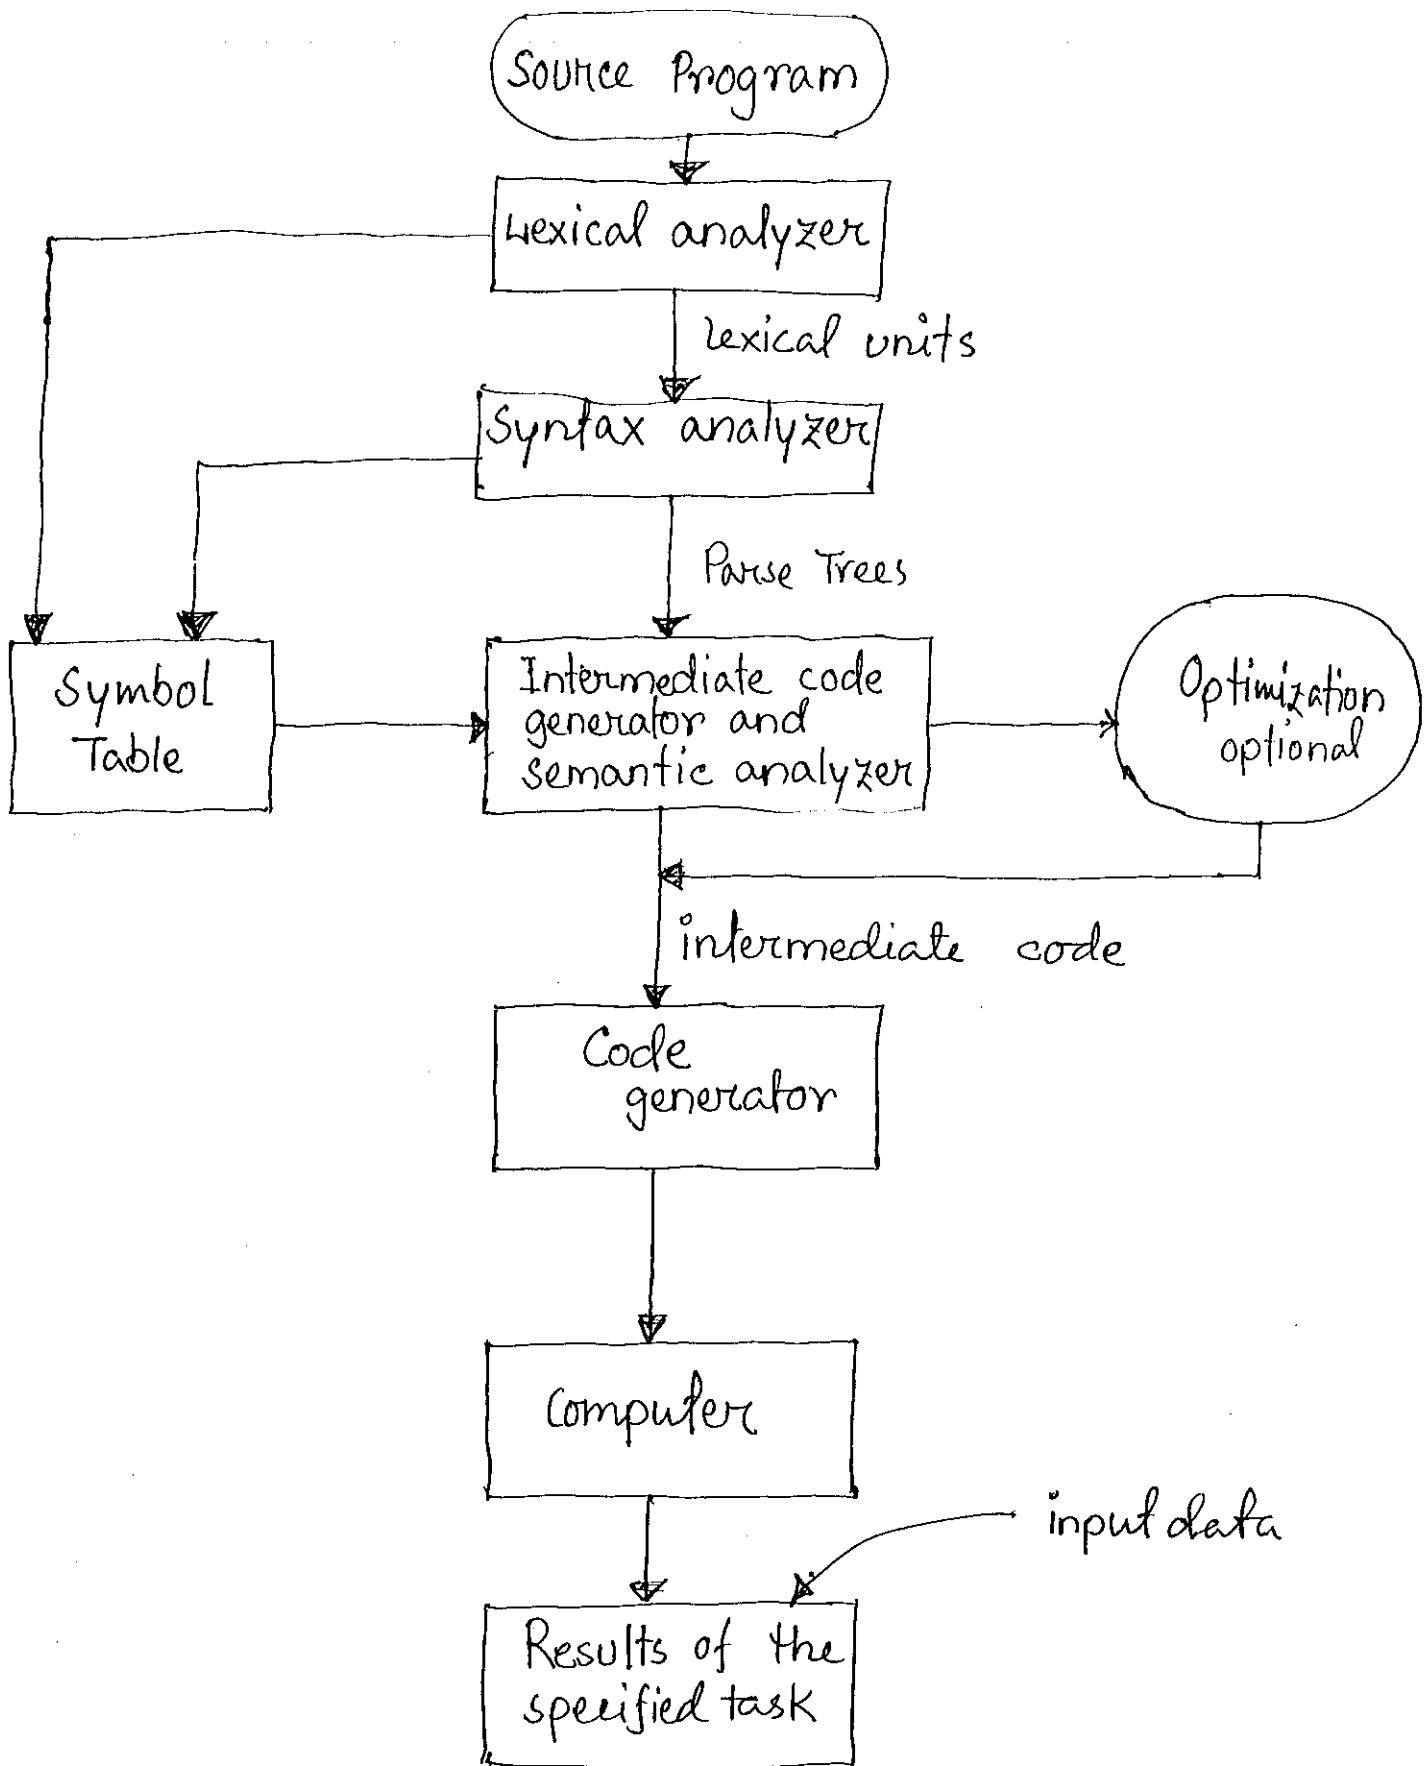 Source Program
Lexical analyzer
Lexical units
Syntax analyzer
Parse Trees
Symbol
Table
Intermediate code
generator and
semantic analyzer
Optimization
optional
intermediate code
Code
generator
Computer
input data
Results of the
specified task